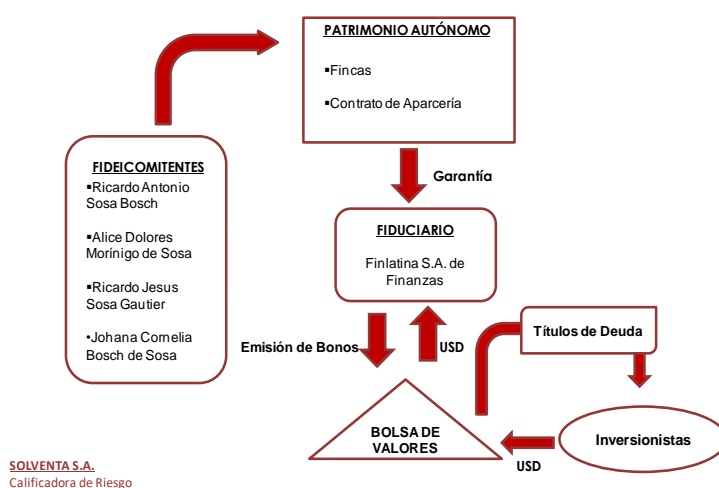 PATRIMONIO AUTÓNOMO
▪Fincas
▪Contrato de Aparcería
FIDEICOMITENTES
▪Ricardo Antonio
Sosa Bosch
▪Alice Dolores
Morínigo de Sosa
▪Ricardo Jesus
Sosa Gautier
•Johana Cornelia
Bosch de Sosa
Garantía
FIDUCIARIO
Finlatina S.A. de
Finanzas
Emisión de Bonos
USD
Títulos de Deuda
BOLSA DE
VALORES
USD
Inversionistas
SOLVENTA S.A.
Calificadora de Riesgo